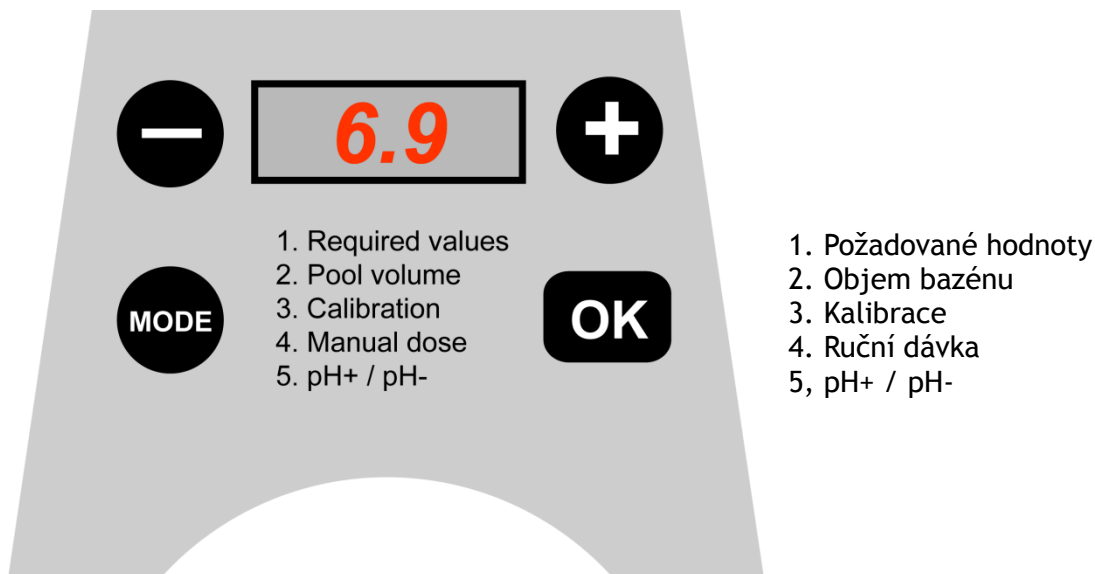 6.9
MODE
1. Required values
2. Pool volume
3. Calibration
4. Manual dose
5. pH+ / pH-
OK
1. Požadované hodnoty
2. Objem bazénu
3. Kalibrace
4. Ruční dávka
5, pH+ / pH-